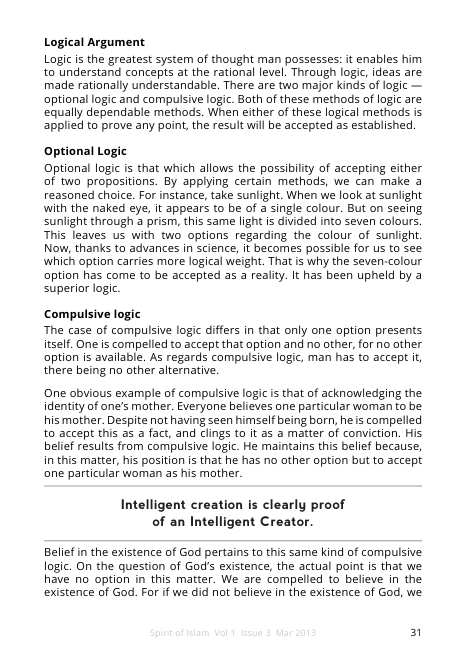 Logical Argument
Logic is the greatest system of thought man possesses: it enables him
to understand concepts at the rational level. Through logic, ideas are
made rationally understandable. There are two major kinds of logic —
optional logic and compulsive logic. Both of these methods of logic are
equally dependable methods. When either of these logical methods is
applied to prove any point, the result will be accepted as established.
Optional Logic
Optional logic is that which allows the possibility of accepting either
of two propositions. By applying certain methods, we can make a
reasoned choice. For instance, take sunlight. When we look at sunlight
with the naked eye, it appears to be of a single colour. But on seeing
sunlight through a prism, this same light is divided into seven colours.
This leaves us with two options regarding the colour of sunlight.
Now, thanks to advances in science, it becomes possible for us to see
which option carries more logical weight. That is why the seven-colour
option has come to be accepted as a reality. It has been upheld by a
superior logic.
Compulsive logic
The case of compulsive logic differs in that only one option presents
itself. One is compelled to accept that option and no other, for no other
option is available. As regards compulsive logic, man has to accept it,
there being no other alternative.
One obvious example of compulsive logic is that of acknowledging the
identity of one’s mother. Everyone believes one particular woman to be
his mother. Despite not having seen himself being born, he is compelled
to accept this as a fact, and clings to it as a matter of conviction. His
belief results from compulsive logic. He maintains this belief because,
in this matter, his position is that he has no other option but to accept
one particular woman as his mother.
Intelligent creation is clearly proof
of an Intelligent Creator.
Belief in the existence of God pertains to this same kind of compulsive
logic. On the question of God’s existence, the actual point is that we
have no option in this matter. We are compelled to believe in the
existence of God. For if we did not believe in the existence of God, we
Spirit of Islam Vol 1 Issue 3 Mar 2013 31